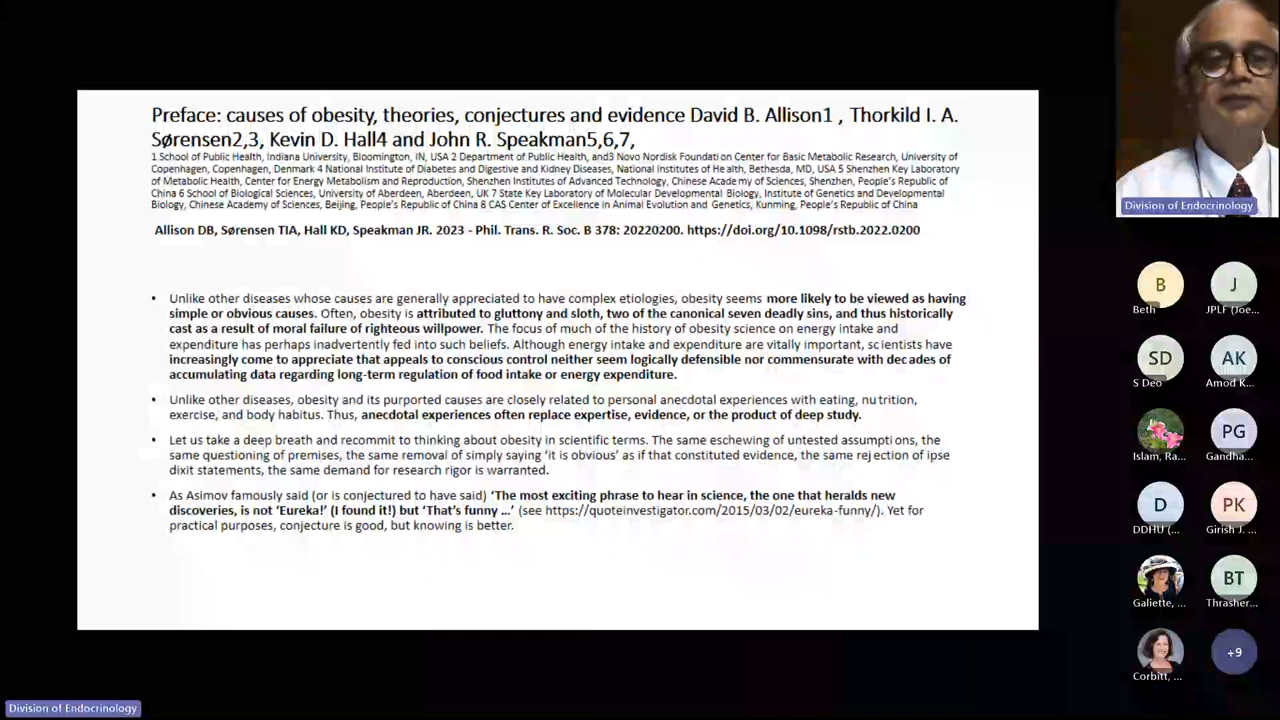 Preface: causes of obesity, theories, conjectures and evidence David B. Allison1 , Thorkild I. A.
Sørensen2,3, Kevin D. Hall4 and John R. Speakman5,6,7,
1 School of Public Health, Indiana University, Bloomington, IN, USA 2 Department of Public Health, and3 Novo Nordisk Foundation Center for Basic Metabolic Research, University of
Copenhagen, Copenhagen, Denmark 4 National Institute of Diabetes and Digestive and Kidney Diseases, National Institutes of Health, Bethesda, MD, USA 5 Shenzhen Key Laboratory
of Metabolic Health, Center for Energy Metabolism and Reproduction, Shenzhen Institutes of Advanced Technology, Chinese Academy of Sciences, Shenzhen, People's Republic of
China 6 School of Biological Sciences, University of Aberdeen, Aberdeen, UK 7 State Key Laboratory of Molecular Developmental Biology, Institute of Genetics and Developmental
Biology, Chinese Academy of Sciences, Beijing, People's Republic of China 8 CAS Center of Excellence in Animal Evolution and Genetics, Kunming, People's Republic of China
Allison DB, Sørensen TIA, Hall KD, Speakman JR. 2023 - Phil. Trans. R. Soc. B 378: 20220200. https://doi.org/10.1098/rstb.2022.0200
• Unlike other diseases whose causes are generally appreciated to have complex etiologies, obesity seems more likely to be viewed as having
simple or obvious causes. Often, obesity is attributed to gluttony and sloth, two of the canonical seven deadly sins, and thus historically
cast as a result of moral failure of righteous willpower. The focus of much of the history of obesity science on energy intake and
expenditure has perhaps inadvertently fed into such beliefs. Although energy intake and expenditure are vitally important, scientists have
increasingly come to appreciate that appeals to conscious control neither seem logically defensible nor commensurate with decades of
accumulating data regarding long-term regulation of food intake or energy expenditure.
• Unlike other diseases, obesity and its purported causes are closely related to personal anecdotal experiences with eating, nutrition,
exercise, and body habitus. Thus, anecdotal experiences often replace expertise, evidence, or the product of deep study.
• Let us take a deep breath and recommit to thinking about obesity in scientific terms. The same eschewing of untested assumptions, the
same questioning of premises, the same removal of simply saying 'it is obvious' as if that constituted evidence, the same rejection of ipse
dixit statements, the same demand for research rigor is warranted.
• As Asimov famously said (or is conjectured to have said) 'The most exciting phrase to hear in science, the one that heralds new
discoveries, is not 'Eureka!' (I found it!) but 'That's funny …' (see https://quoteinvestigator.com/2015/03/02/eureka-funny/). Yet for
practical purposes, conjecture is good, but knowing is better.
Division of Endocrinology
B J
Beth JPLF (Joe...
SD AK
S Deo Amod K...
PG
Islam, Ra... Gandha...
D PK
DDHU (... Girish J. ...
BT
Galiette, ... Thrasher...
+9
Corbitt, ...
Division of Endocrinology